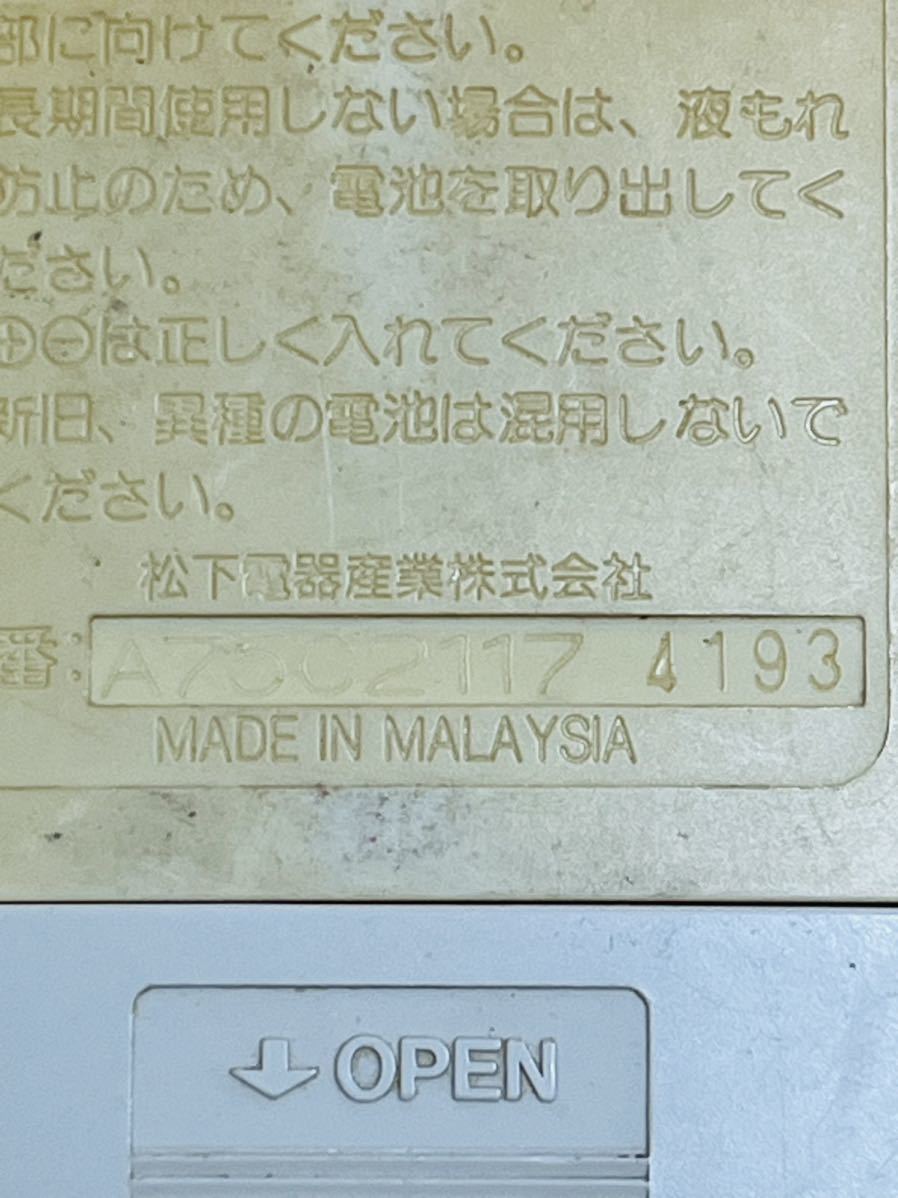 部に向けてください。
長期間使用しない場合は、液もれ
防止のため、電池を取り出してく
ださい。
⊕⊖は正しく入れてください。
新旧、異種の電池は混用しないで
ください。
松下電器産業株式会社
番: A75C2117 4193
MADE IN MALAYSIA
↓OPEN